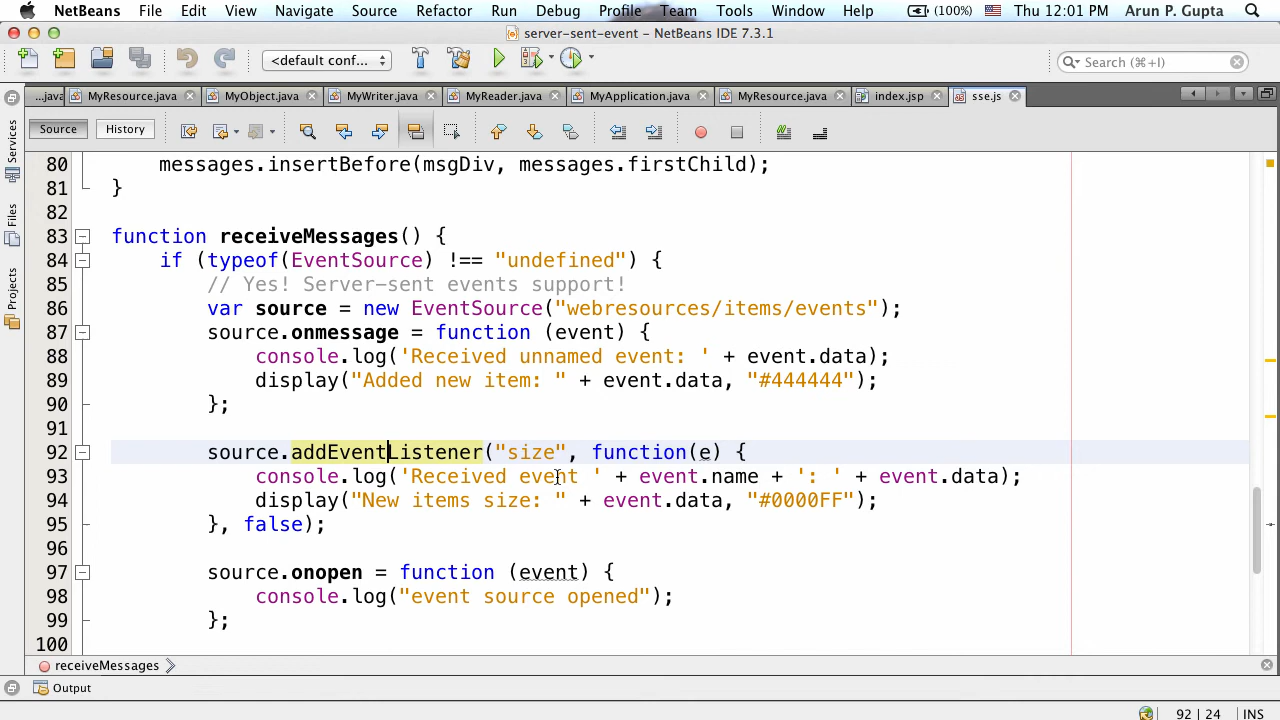 NetBeans File Edit View Navigate Source Refactor Run Debug Profile Team Tools Window Help (100%) Thu 12:01 PM Arun P. Gupta
server-sent-event – NetBeans IDE 7.3.1
<default conf... Search (⌘+I)
...java MyResource.java MyObject.java MyWriter.java MyReader.java MyApplication.java MyResource.java index.jsp sse.js
Source History
Services
Files
Projects
80 messages.insertBefore(msgDiv, messages.firstChild);
81 }
82
83 function receiveMessages() {
84 if (typeof(EventSource) !== "undefined") {
85 // Yes! Server-sent events support!
86 var source = new EventSource("webresources/items/events");
87 source.onmessage = function (event) {
88 console.log('Received unnamed event: ' + event.data);
89 display("Added new item: " + event.data, "#444444");
90 };
91
92 source.addEventListener("size", function(e) {
93 console.log('Received event ' + event.name + ': ' + event.data);
94 display("New items size: " + event.data, "#0000FF");
95 }, false);
96
97 source.onopen = function (event) {
98 console.log("event source opened");
99 };
100
receiveMessages
Output
92 | 24 INS